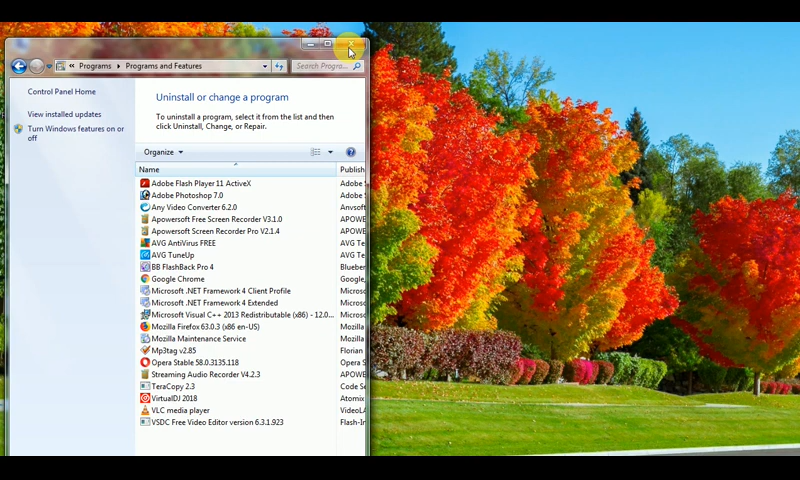 « Programs ▸ Programs and Features
Search Progra...
Control Panel Home
View installed updates
Turn Windows features on or
off
Uninstall or change a program
To uninstall a program, select it from the list and then
click Uninstall, Change, or Repair.
Organize
Name Publish
Adobe Flash Player 11 ActiveX Adobe S
Adobe Photoshop 7.0 Adobe S
Any Video Converter 6.2.0 Anvsoft
Apowersoft Free Screen Recorder V3.1.0 APOWE
Apowersoft Screen Recorder Pro V2.1.4 APOWE
AVG AntiVirus FREE AVG Te
AVG TuneUp AVG Te
BB FlashBack Pro 4 Blueber
Google Chrome Google
Microsoft .NET Framework 4 Client Profile Microso
Microsoft .NET Framework 4 Extended Microso
Microsoft Visual C++ 2013 Redistributable (x86) - 12.0... Microso
Mozilla Firefox 63.0.3 (x86 en-US) Mozilla
Mozilla Maintenance Service Mozilla
Mp3tag v2.85 Florian
Opera Stable 58.0.3135.118 Opera S
Streaming Audio Recorder V4.2.3 APOWE
TeraCopy 2.3 Code Se
VirtualDJ 2018 Atomix
VLC media player VideoLA
VSDC Free Video Editor version 6.3.1.923 Flash-In